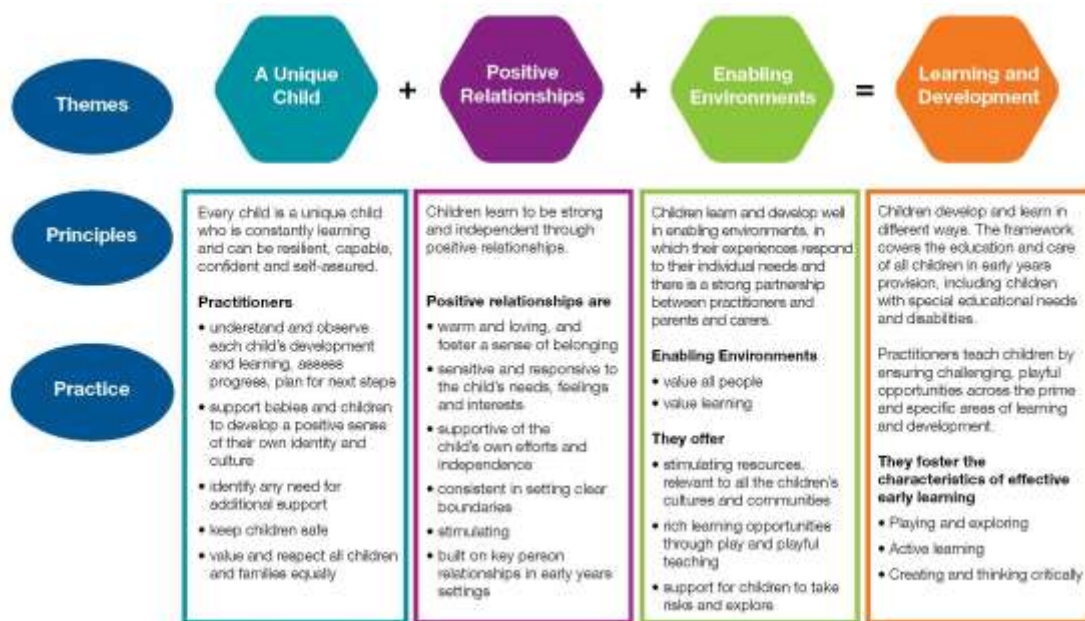 Themes
A Unique
Child
+
Positive
Relationships
+
Enabling
Environments
=
Learning and
Development
Principles
Practice
Every child is a unique child
who is constantly learning
and can be resilient, capable,
confident and self-assured.
Practitioners
• understand and observe
each child's development
and learning, assess
progress, plan for next steps
• support babies and children
to develop a positive sense
of their own identity and
culture
• identify any need for
additional support
• keep children safe
• value and respect all children
and families equally
Children learn to be strong
and independent through
positive relationships.
Positive relationships are
• warm and loving, and
foster a sense of belonging
• sensitive and responsive to
the child's needs, feelings
and interests
• supportive of the
child's own efforts and
independence
• consistent in setting clear
boundaries
• stimulating
• built on key person
relationships in early years
settings
Children learn and develop well
in enabling environments, in
which their experiences respond
to their individual needs and
there is a strong partnership
between practitioners and
parents and carers.
Enabling Environments
• value all people
• value learning
They offer
• stimulating resources,
relevant to all the children's
cultures and communities
• rich learning opportunities
through play and playful
teaching
• support for children to take
risks and explore
Children develop and learn in
different ways. The framework
covers the education and care
of all children in early years
provision, including children
with special educational needs
and disabilities.
Practitioners teach children by
ensuring challenging, playful
opportunities across the prime
and specific areas of learning
and development.
They foster the
characteristics of effective
early learning
• Playing and exploring
• Active learning
• Creating and thinking critically